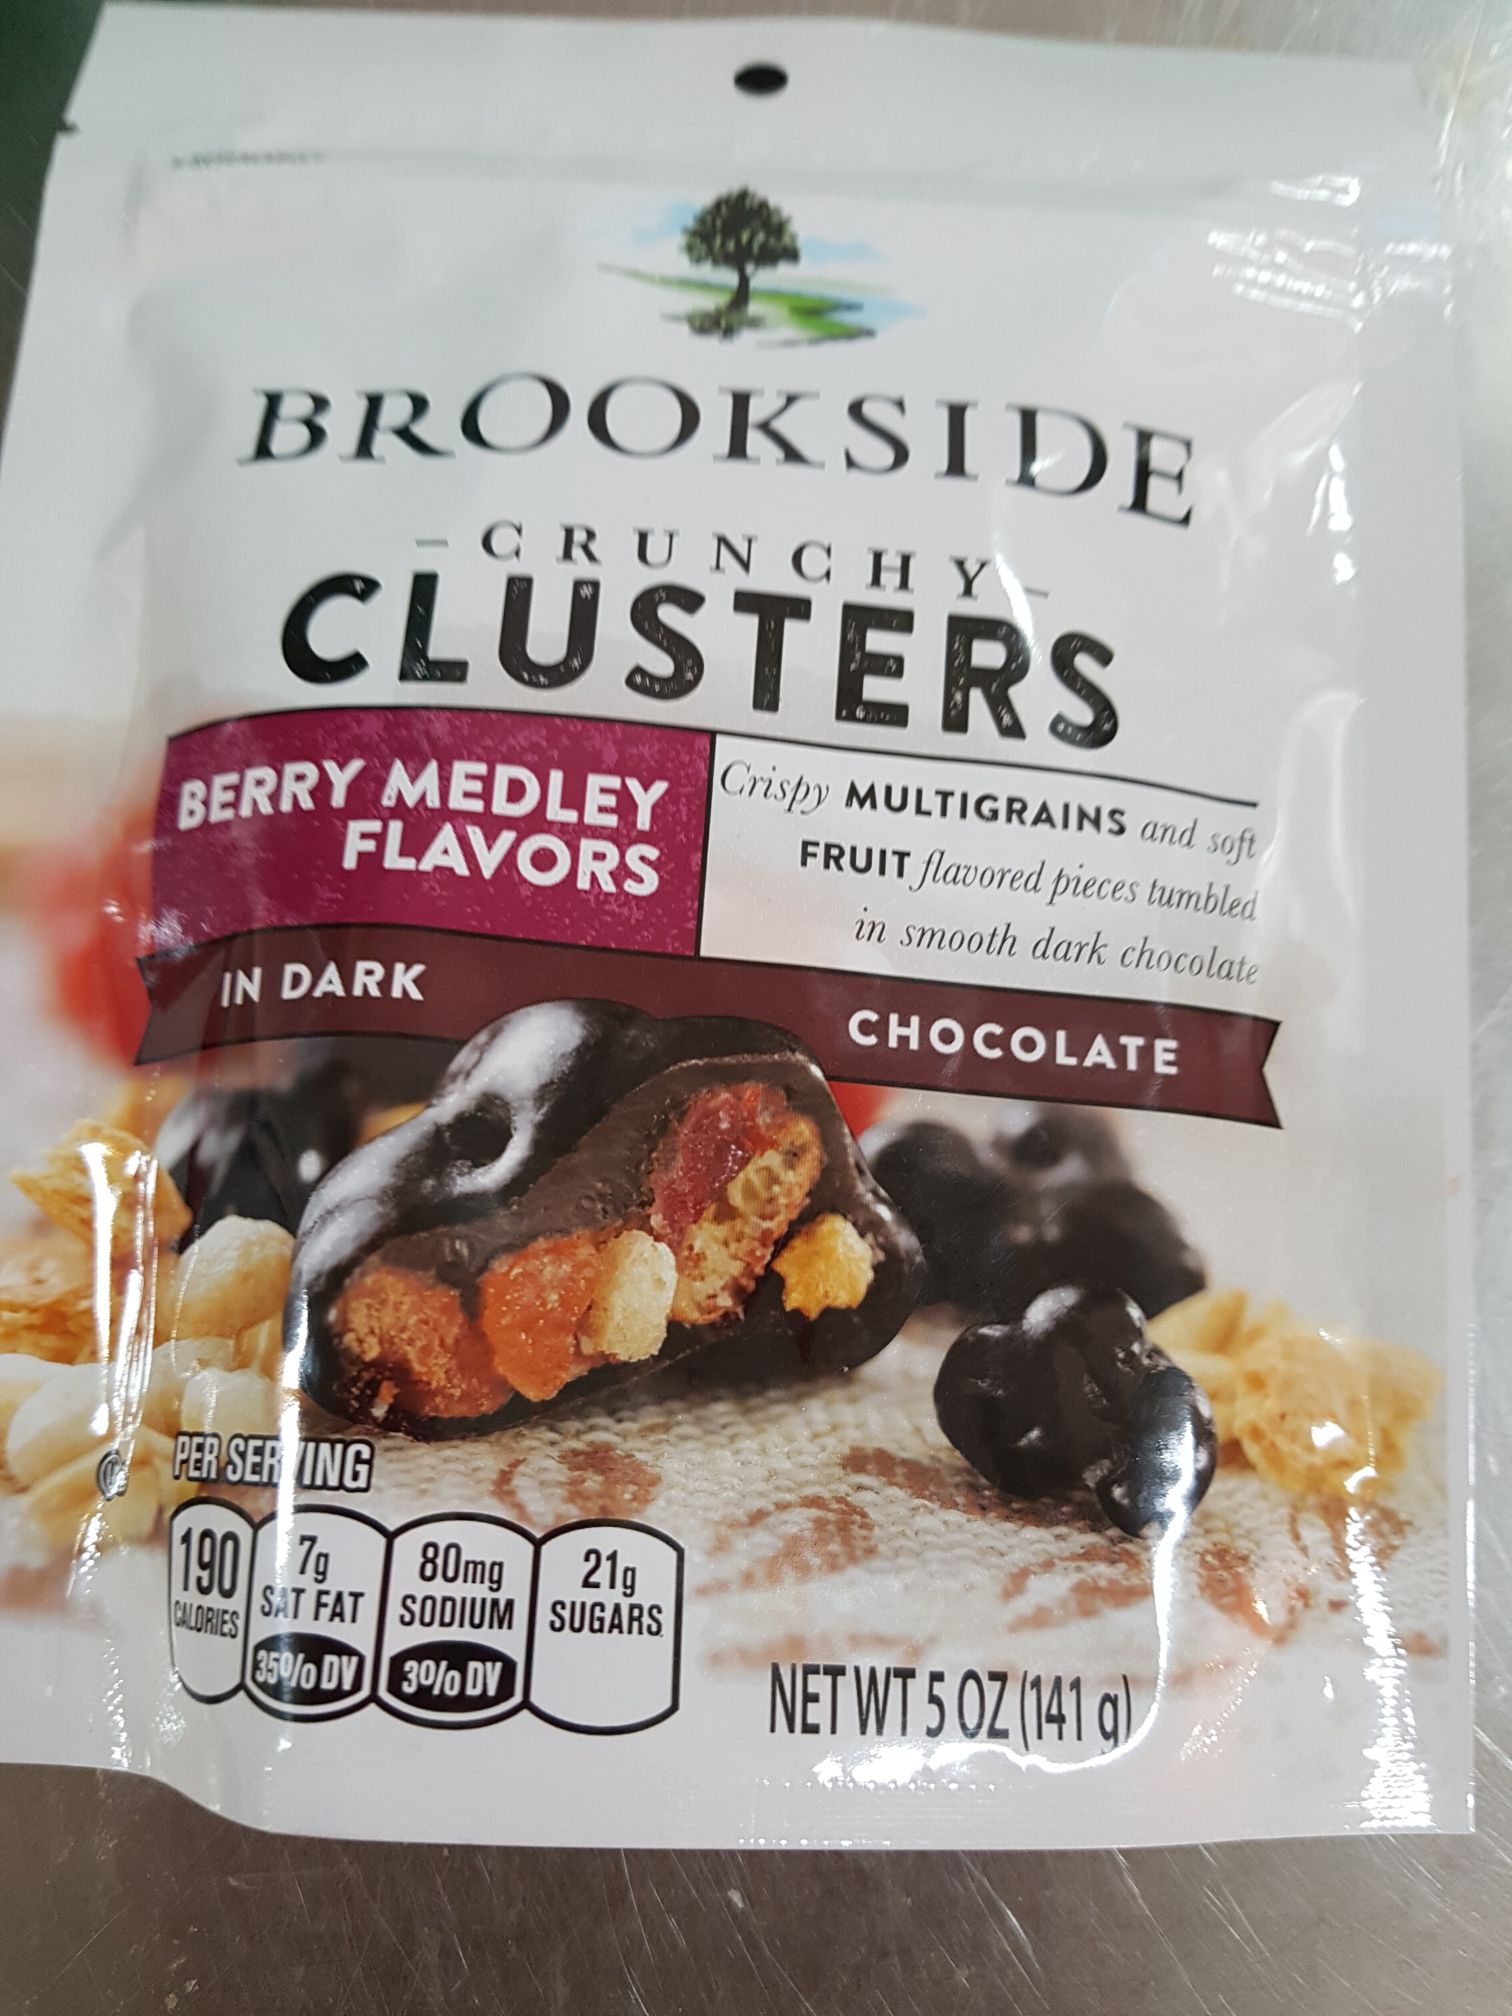 BROOKSIDE
- CRUNCHY -
CLUSTERS
BERRY MEDLEY
FLAVORS
Crispy MULTIGRAINS and soft
FRUIT flavored pieces tumbled
in smooth dark chocolate
IN DARK CHOCOLATE
PER SERVING
190 CALORIES
7g SAT FAT 35% DV
80mg SODIUM 3% DV
21g SUGARS
NET WT 5 OZ (141 g)